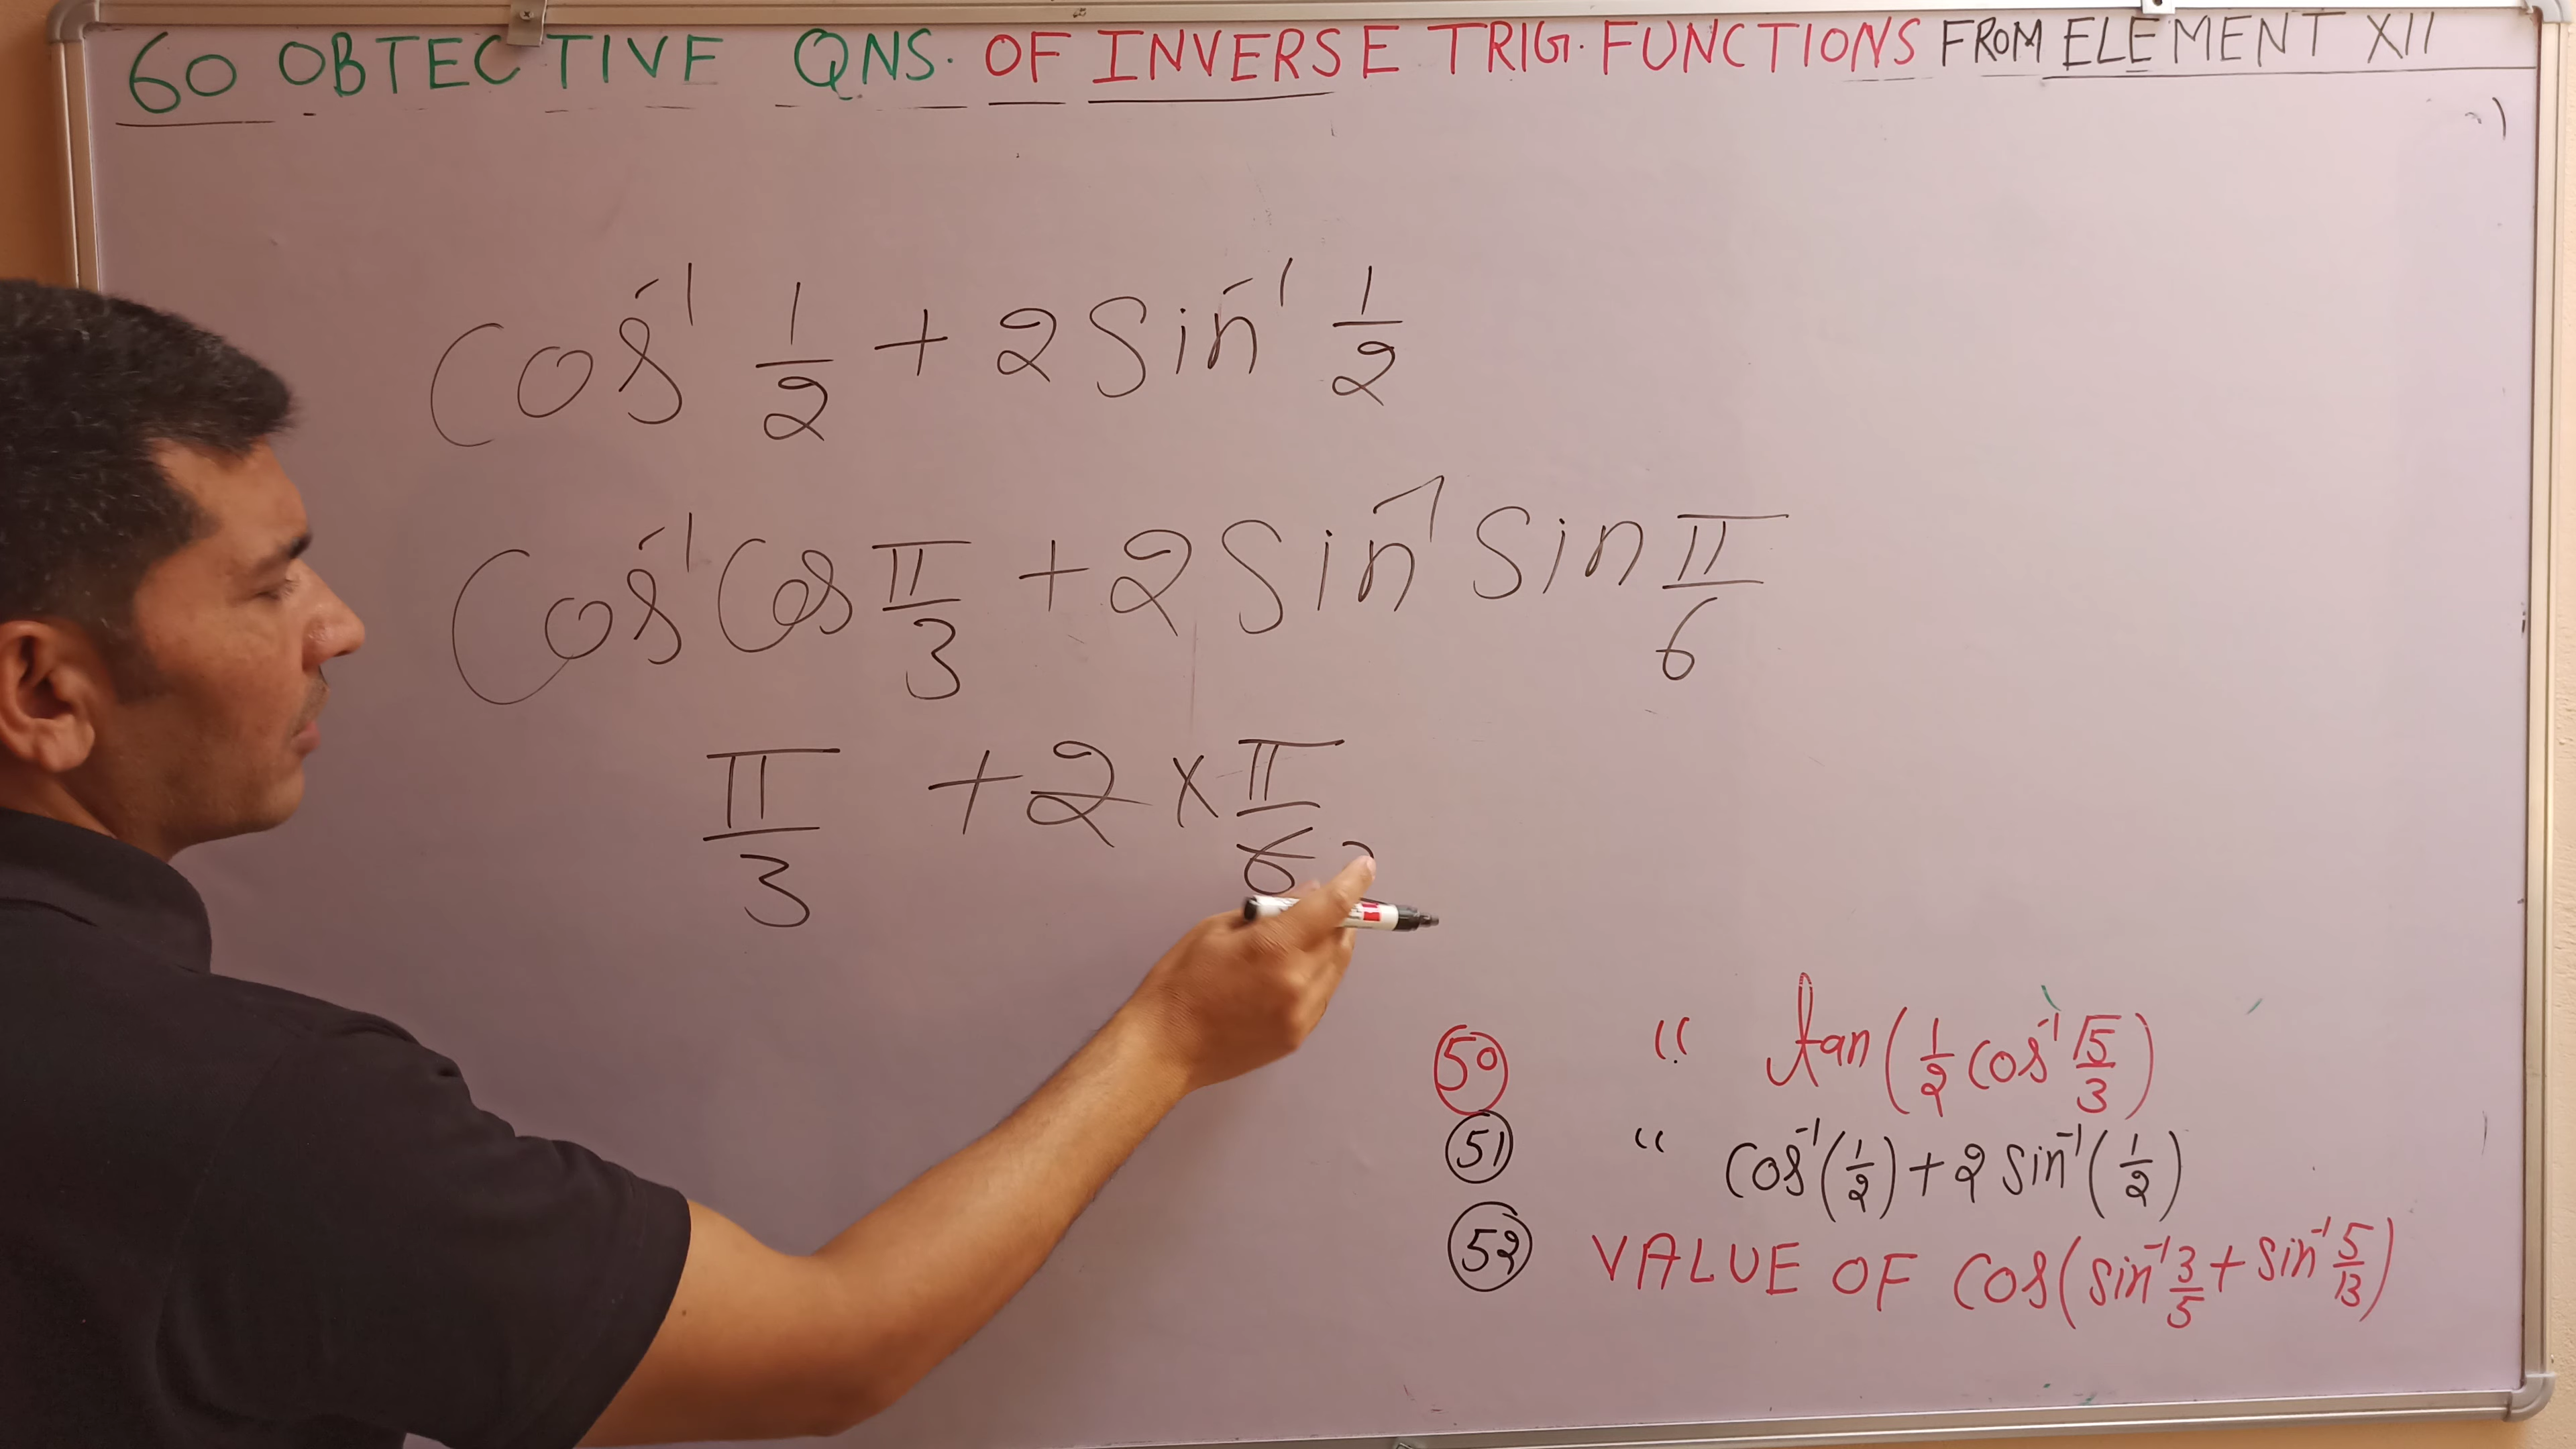 60 OBTECTIVE QNS. OF INVERSE TRIG. FUNCTIONS FROM ELEMENT XII
Cos⁻¹ 1/2 + 2 Sin⁻¹ 1/2
Cos⁻¹ Cos π/3 + 2 Sin⁻¹ Sin π/6
π/3 + 2 × π/6
50 " tan(1/2 cos⁻¹ √5/3)
51 " Cos⁻¹(1/2) + 2 sin⁻¹(1/2)
52 VALUE OF COS(sin⁻¹ 3/5 + sin⁻¹ 5/13)